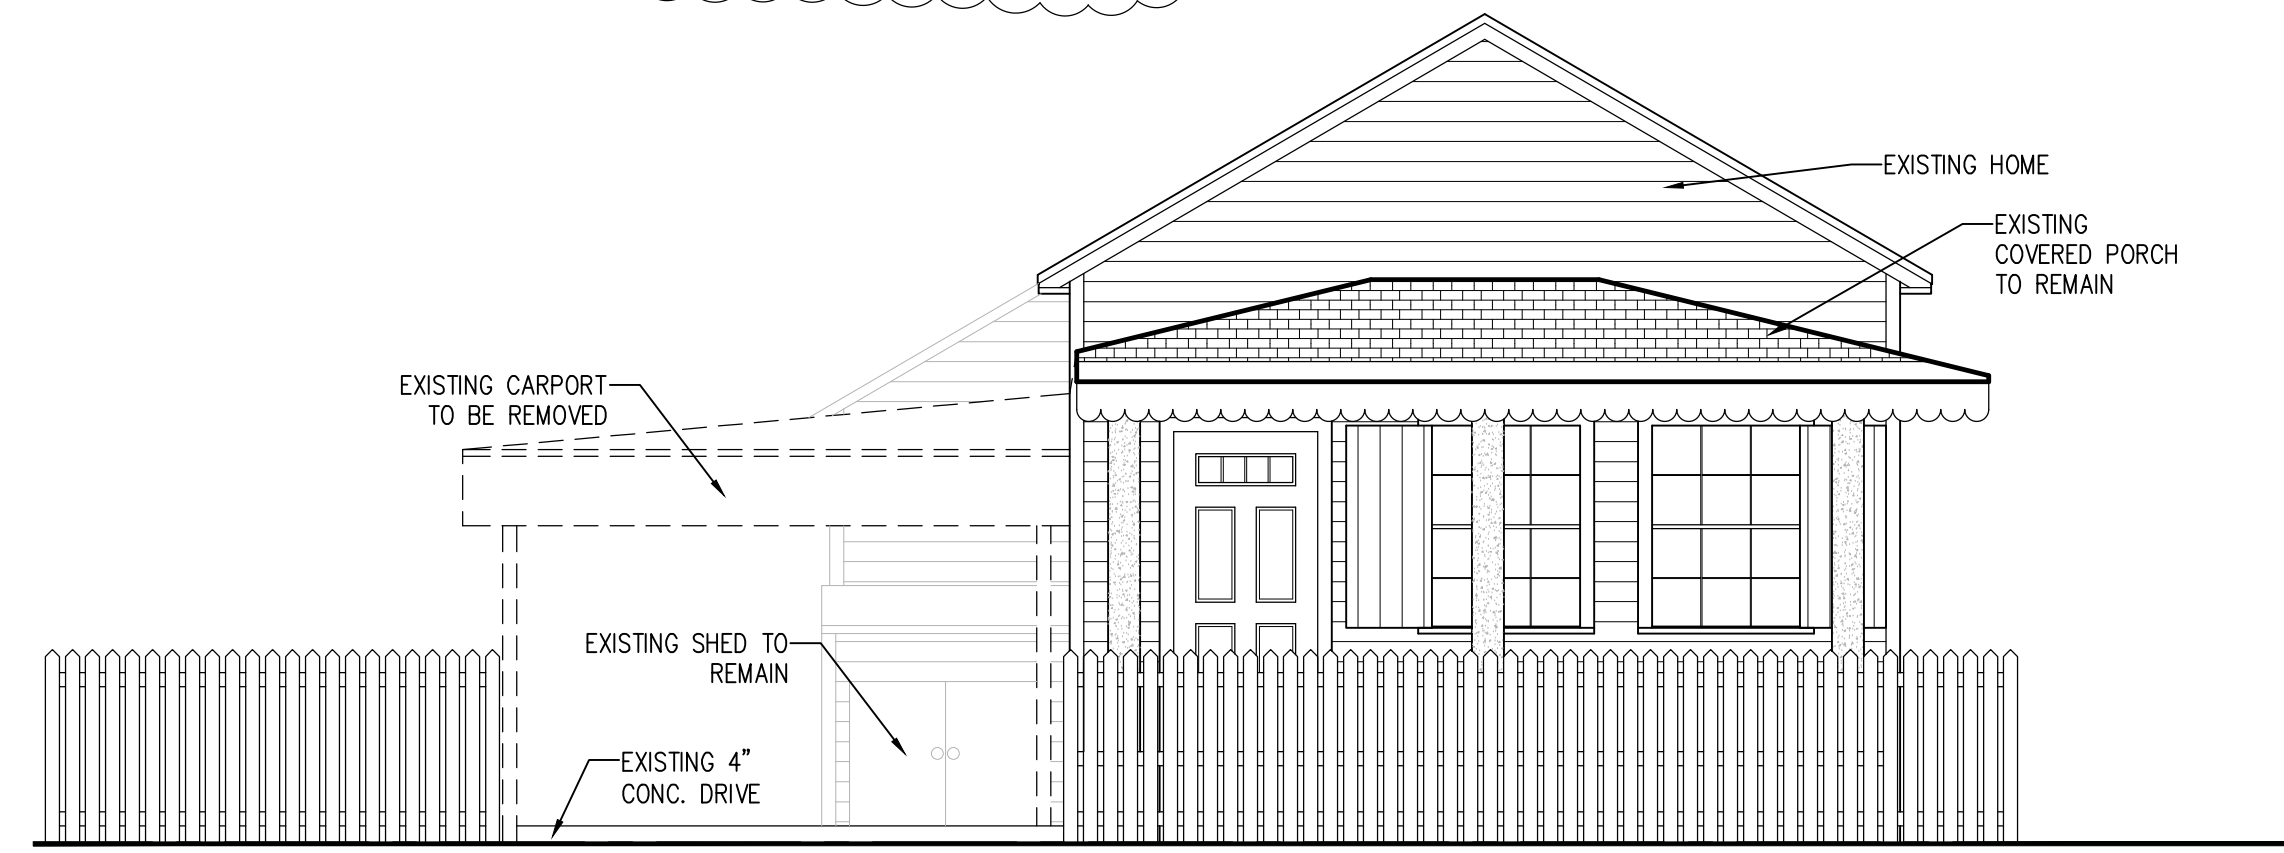 EXISTING HOME
EXISTING
COVERED PORCH
TO REMAIN
EXISTING CARPORT
TO BE REMOVED
EXISTING SHED TO
REMAIN
EXISTING 4”
CONC. DRIVE